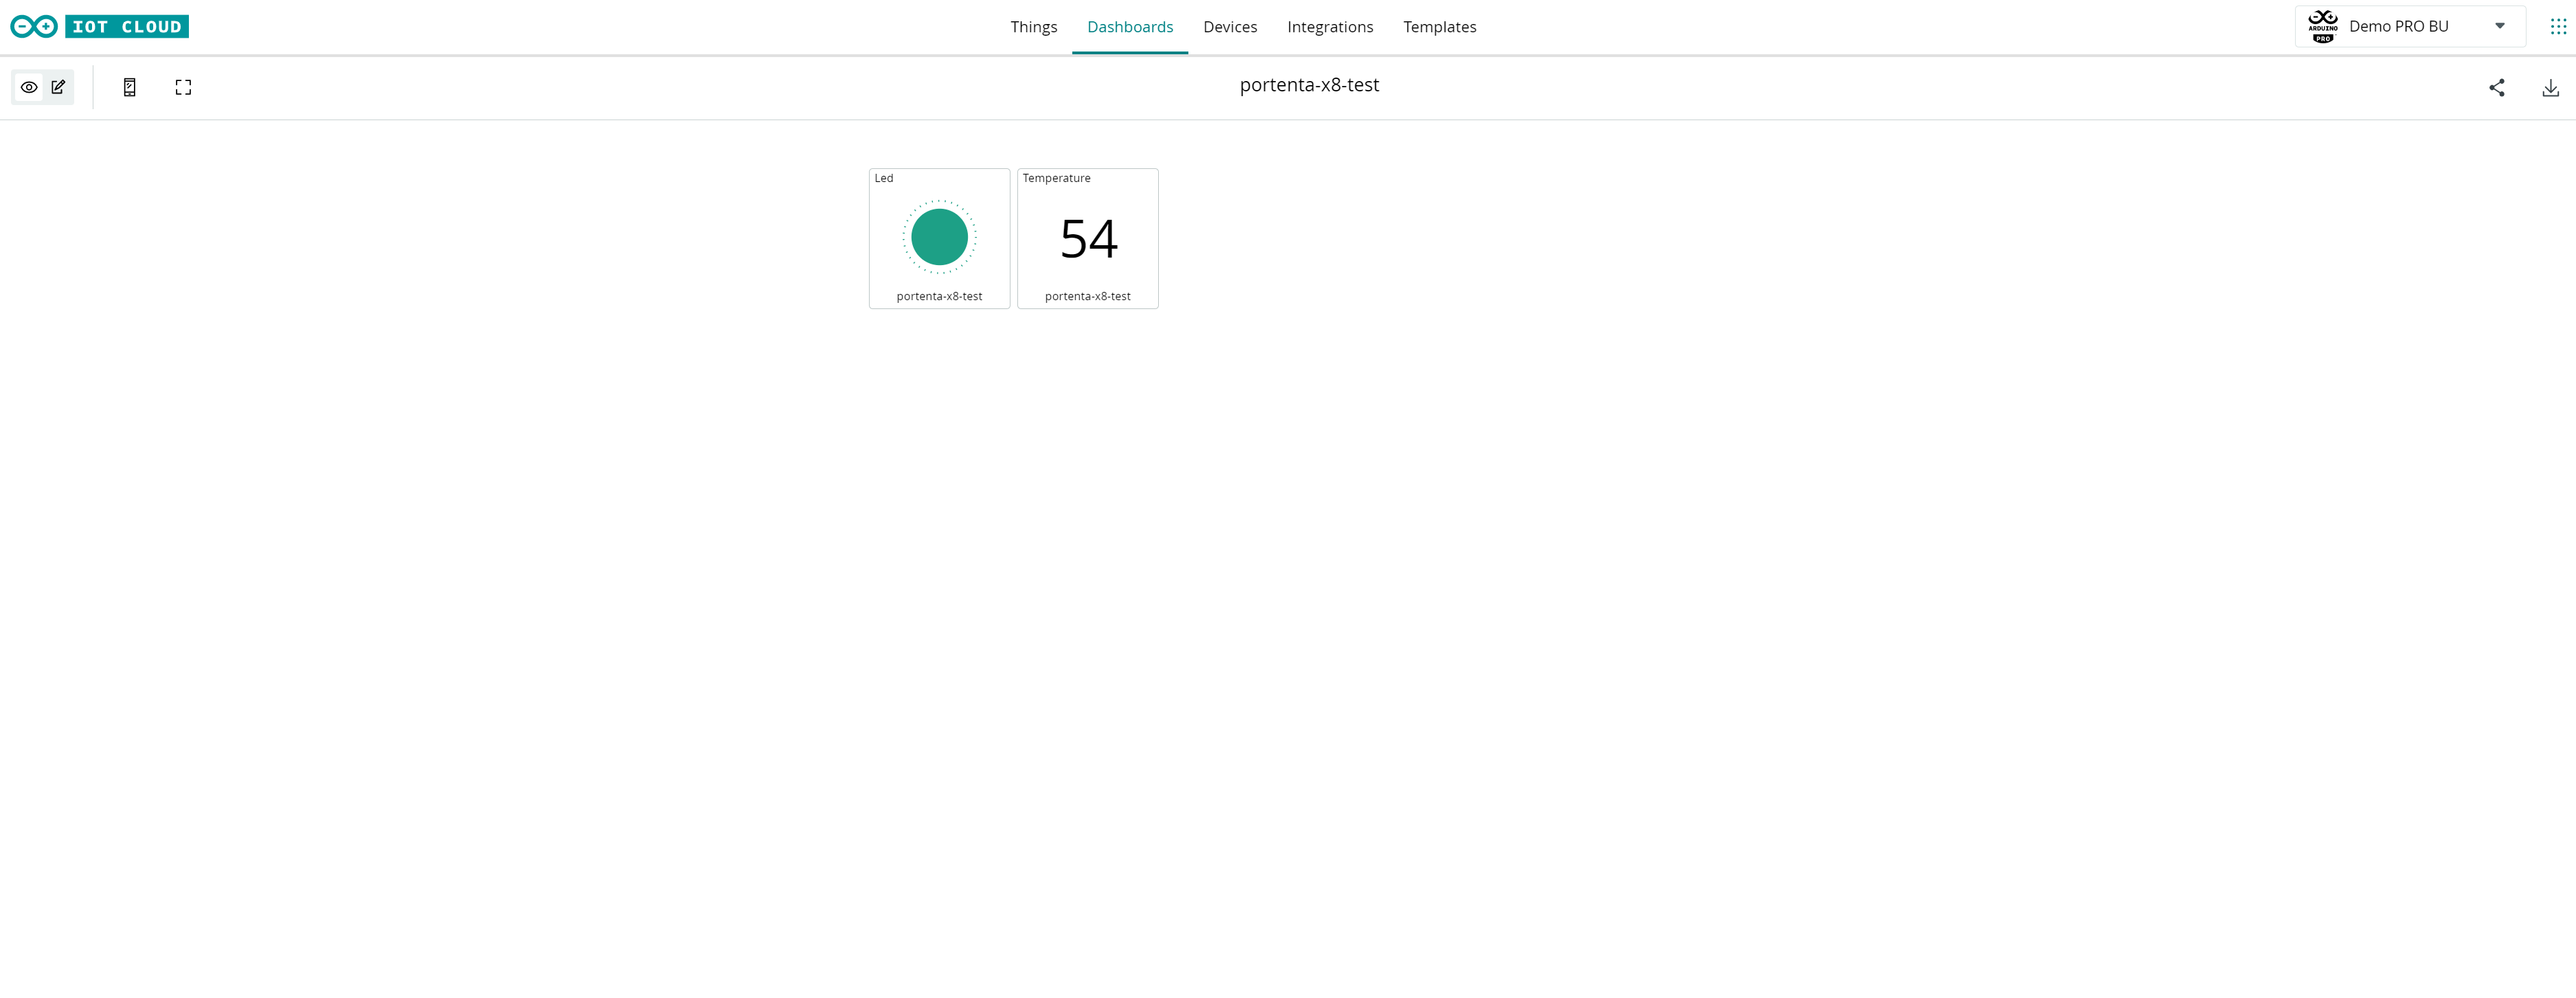 IOT CLOUD
Things
Dashboards
Devices
Integrations
Templates
ARDUINO
PRO
Demo PRO BU
portenta-x8-test
Led
portenta-x8-test
Temperature
54
portenta-x8-test